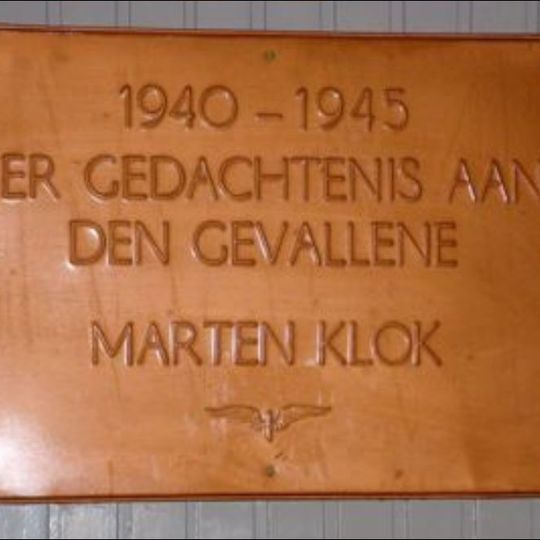 1940 - 1945
ER GEDACHTENIS AAN
DEN GEVALLENE
MARTEN KLOK